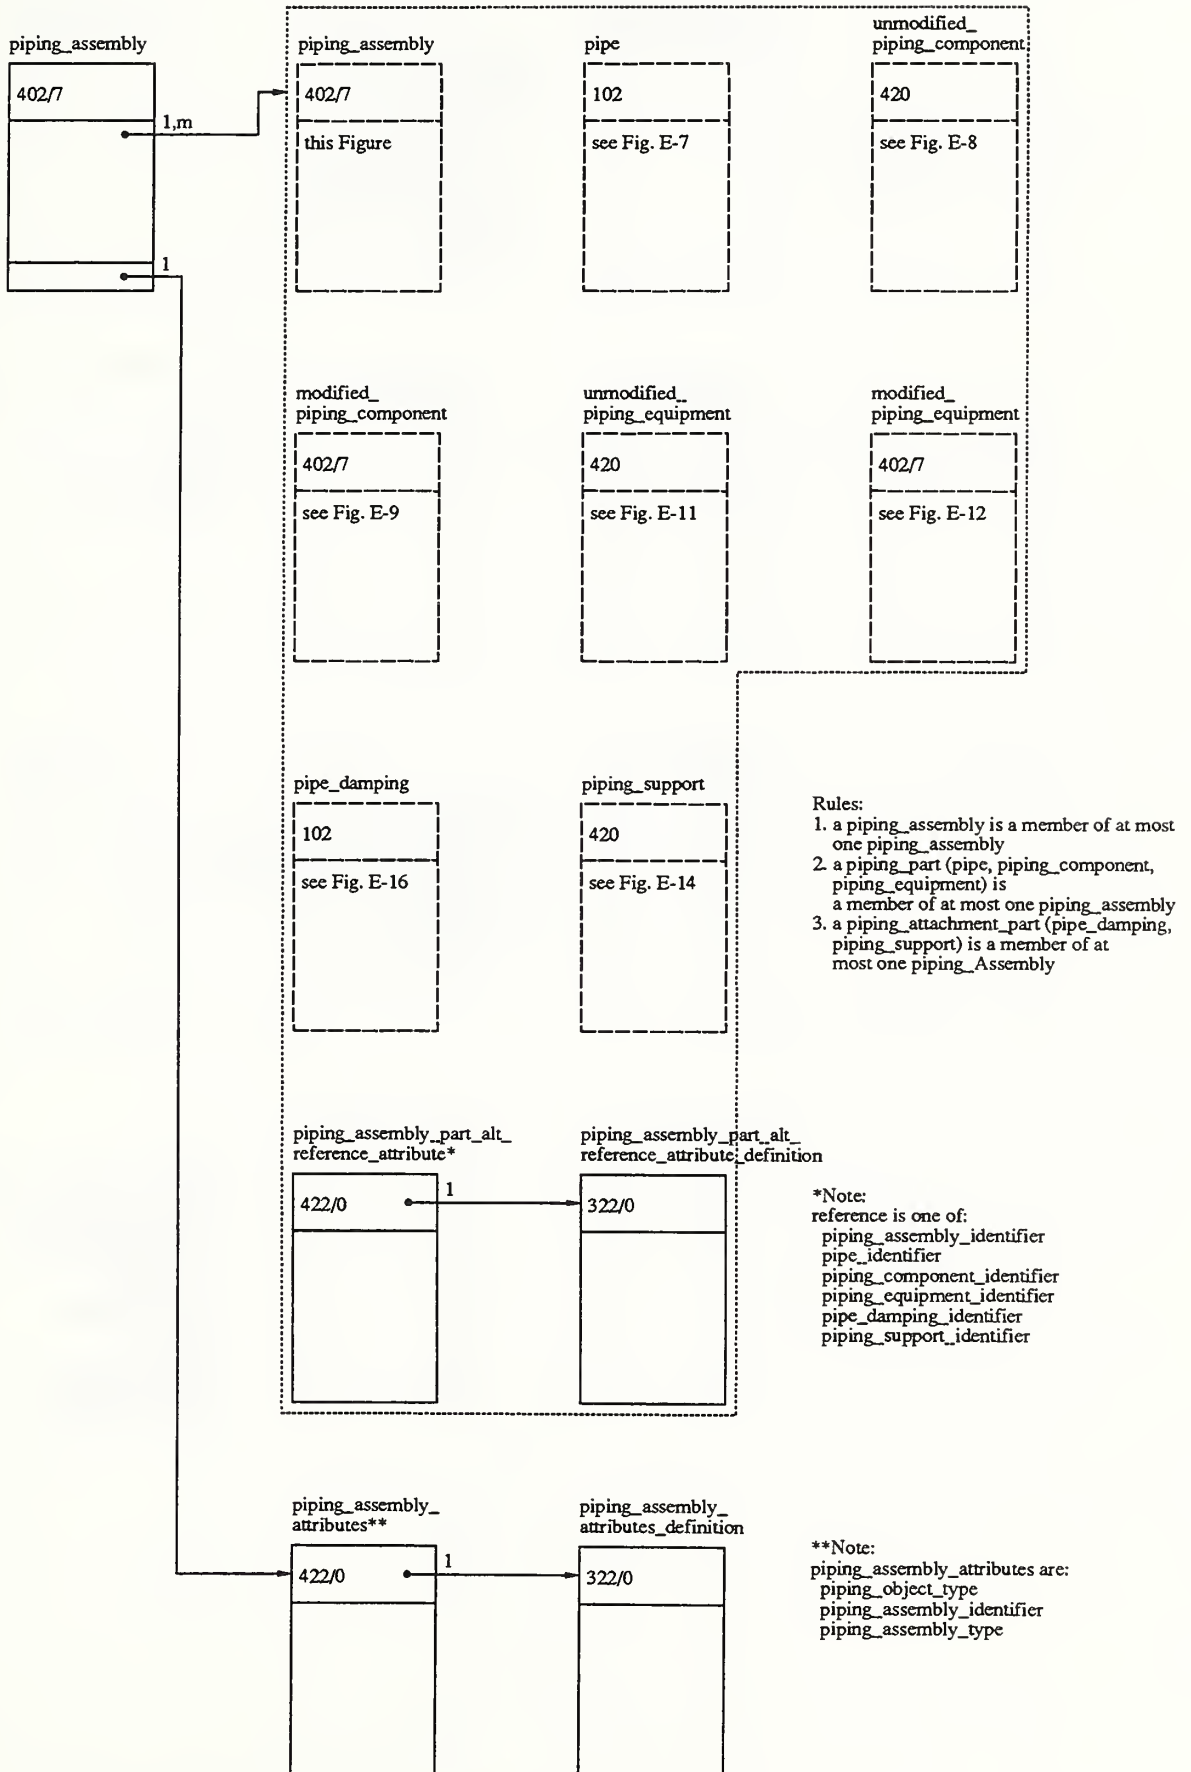 piping_assembly
402/7
1,m
1
piping_assembly
402/7
this Figure
pipe
102
see Fig. E-7
unmodified_
piping_component
420
see Fig. E-8
modified_
piping_component
402/7
see Fig. E-9
unmodified_
piping_equipment
420
see Fig. E-11
modified_
piping_equipment
402/7
see Fig. E-12
pipe_damping
102
see Fig. E-16
piping_support
420
see Fig. E-14
Rules:
1. a piping_assembly is a member of at most
one piping_assembly
2. a piping_part (pipe, piping_component,
piping_equipment) is
a member of at most one piping_assembly
3. a piping_attachment_part (pipe_damping,
piping_support) is a member of at
most one piping_Assembly
piping_assembly_part_alt_
reference_attribute*
422/0
1
piping_assembly_part_alt_
reference_attribute_definition
322/0
*Note:
reference is one of:
piping_assembly_identifier
pipe_identifier
piping_component_identifier
piping_equipment_identifier
pipe_damping_identifier
piping_support_identifier
piping_assembly_
attributes**
422/0
1
piping_assembly_
attributes_definition
322/0
**Note:
piping_assembly_attributes are:
piping_object_type
piping_assembly_identifier
piping_assembly_type